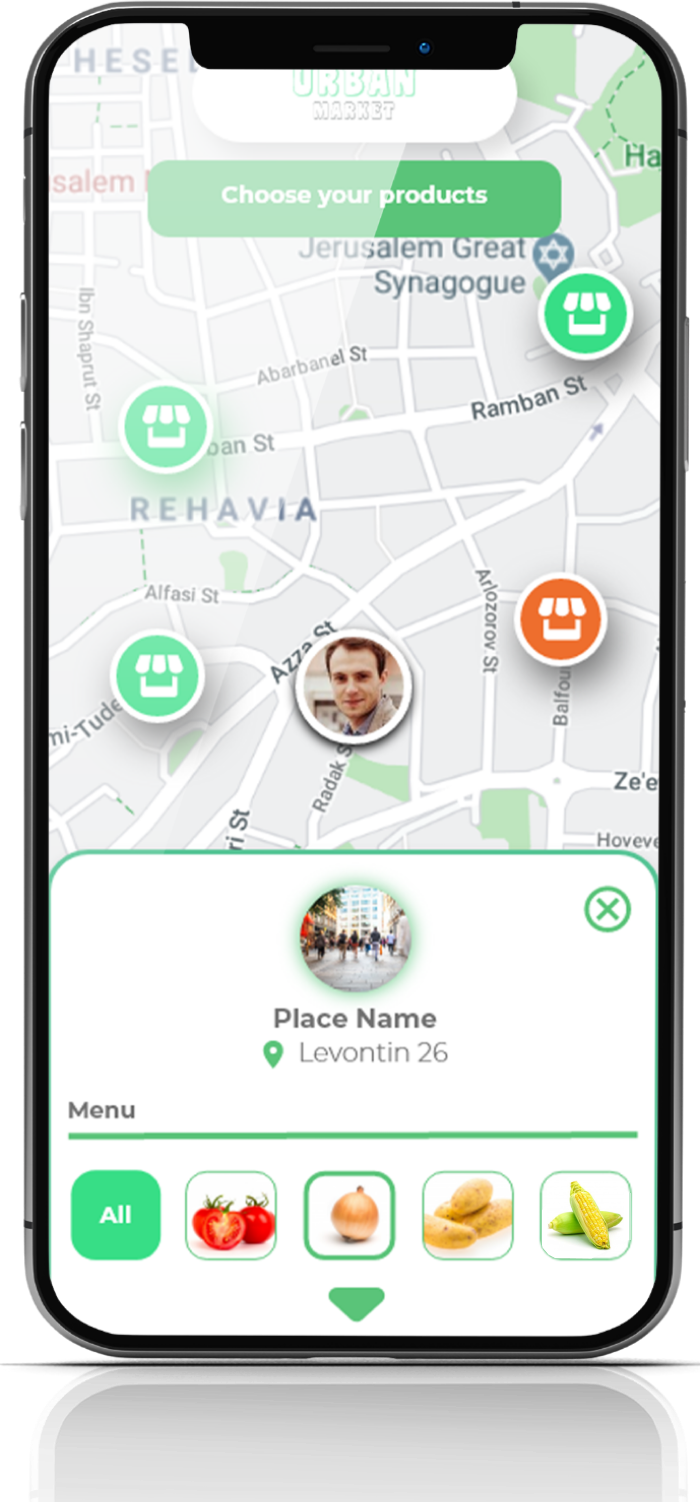 HESEL
URBAN
MARKET
Ha
salem
Choose your products
Jerusalem Great
Synagogue
Ibn Shaprut St
Abarbanel St
Ramban St
ban St
REHAVIA
Alfasi St
Arlozorov St
Azza St
mi-Tude
Balfou
Radak S
Ze'e
ri St
Hoveve
Place Name
Levontin 26
Menu
All